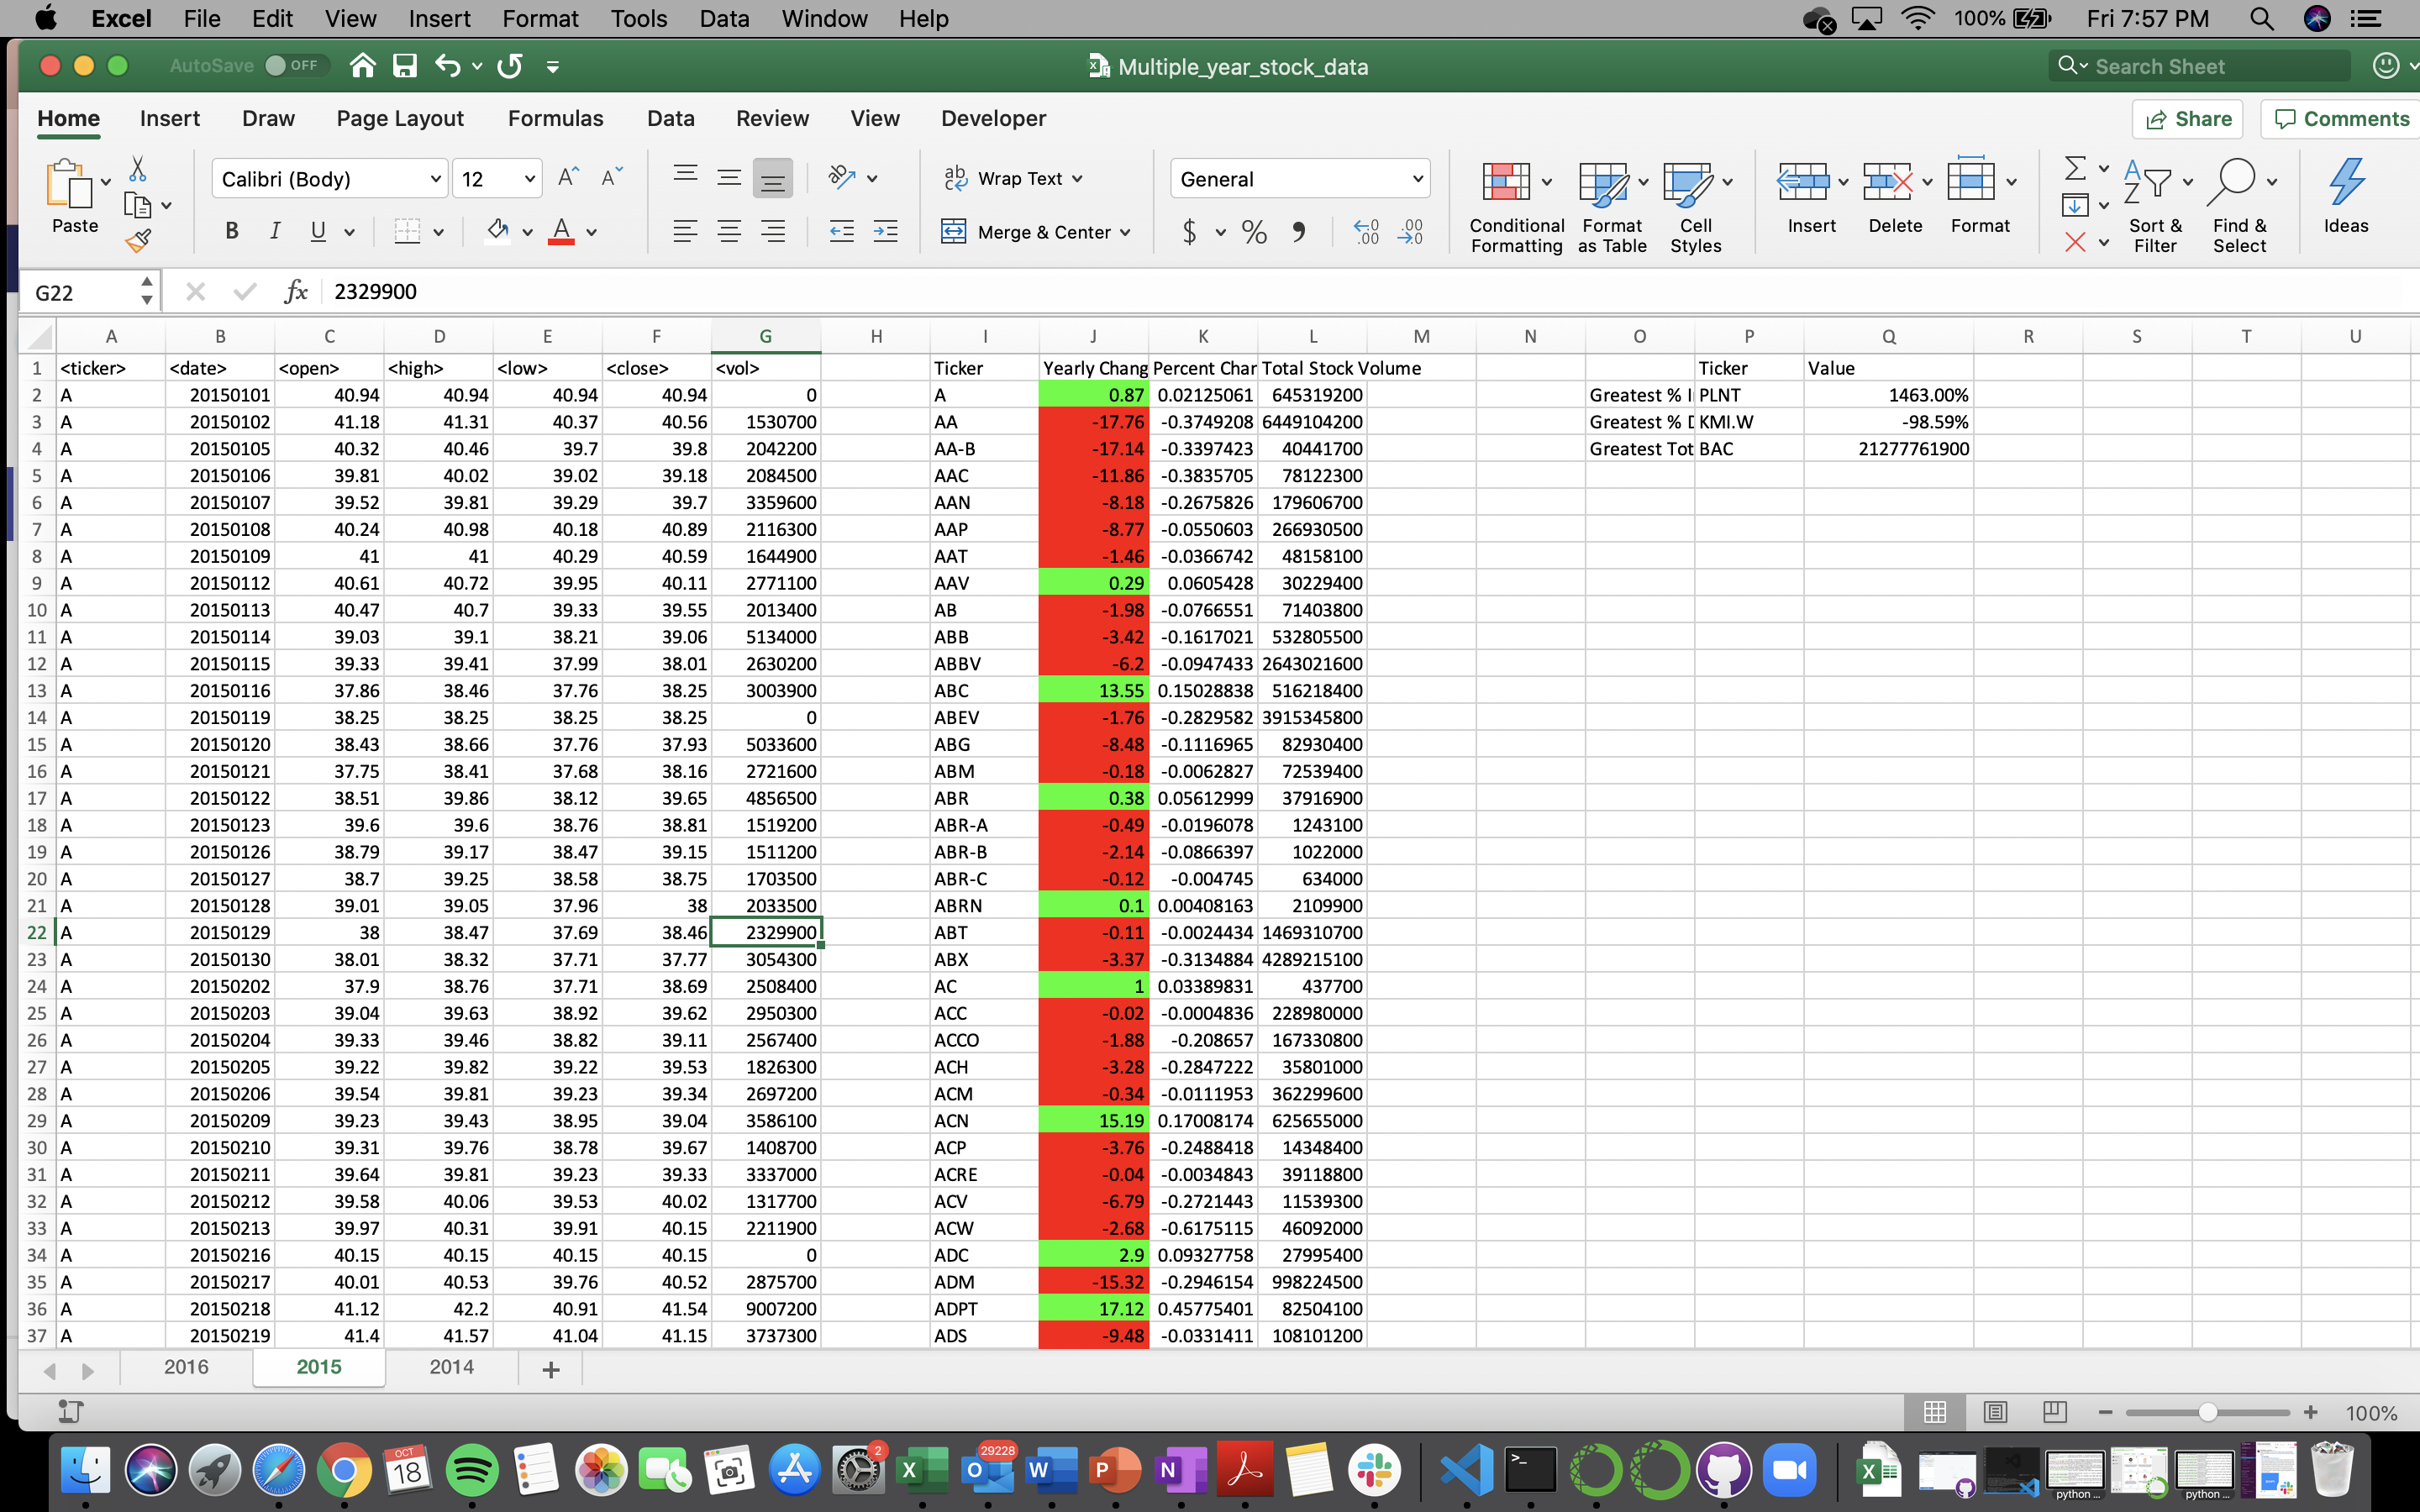 Excel File Edit View Insert Format Tools Data Window Help 100% Fri 7:57 PM
AutoSave OFF Multiple_year_stock_data Search Sheet
Home Insert Draw Page Layout Formulas Data Review View Developer Share Comments
Calibri (Body) 12 Wrap Text General
Paste B I U Merge & Center $ % Conditional Formatting Format as Table Cell Styles Insert Delete Format Sort & Filter Find & Select Ideas
G22 fx 2329900
A B C D E F G H I J K L M N O P Q R S T U
1 <ticker> <date> <open> <high> <low> <close> <vol> Ticker Yearly Chang Percent Char Total Stock Volume Ticker Value
2 A 20150101 40.94 40.94 40.94 40.94 0 A 0.87 0.02125061 645319200 Greatest % I PLNT 1463.00%
3 A 20150102 41.18 41.31 40.37 40.56 1530700 AA -17.76 -0.3749208 6449104200 Greatest % D KMI.W -98.59%
4 A 20150105 40.32 40.46 39.7 39.8 2042200 AA-B -17.14 -0.3397423 40441700 Greatest Tot BAC 21277761900
5 A 20150106 39.81 40.02 39.02 39.18 2084500 AAC -11.86 -0.3835705 78122300
6 A 20150107 39.52 39.81 39.29 39.7 3359600 AAN -8.18 -0.2675826 179606700
7 A 20150108 40.24 40.98 40.18 40.89 2116300 AAP -8.77 -0.0550603 266930500
8 A 20150109 41 41 40.29 40.59 1644900 AAT -1.46 -0.0366742 48158100
9 A 20150112 40.61 40.72 39.95 40.11 2771100 AAV 0.29 0.0605428 30229400
10 A 20150113 40.47 40.7 39.33 39.55 2013400 AB -1.98 -0.0766551 71403800
11 A 20150114 39.03 39.1 38.21 39.06 5134000 ABB -3.42 -0.1617021 532805500
12 A 20150115 39.33 39.41 37.99 38.01 2630200 ABBV -6.2 -0.0947433 2643021600
13 A 20150116 37.86 38.46 37.76 38.25 3003900 ABC 13.55 0.15028838 516218400
14 A 20150119 38.25 38.25 38.25 38.25 0 ABEV -1.76 -0.2829582 3915345800
15 A 20150120 38.43 38.66 37.76 37.93 5033600 ABG -8.48 -0.1116965 82930400
16 A 20150121 37.75 38.41 37.68 38.16 2721600 ABM -0.18 -0.0062827 72539400
17 A 20150122 38.51 39.86 38.12 39.65 4856500 ABR 0.38 0.05612999 37916900
18 A 20150123 39.6 39.6 38.76 38.81 1519200 ABR-A -0.49 -0.0196078 1243100
19 A 20150126 38.79 39.17 38.47 39.15 1511200 ABR-B -2.14 -0.0866397 1022000
20 A 20150127 38.7 39.25 38.58 38.75 1703500 ABR-C -0.12 -0.004745 634000
21 A 20150128 39.01 39.05 37.96 38 2033500 ABRN 0.1 0.00408163 2109900
22 A 20150129 38 38.47 37.69 38.46 2329900 ABT -0.11 -0.0024434 1469310700
23 A 20150130 38.01 38.32 37.71 37.77 3054300 ABX -3.37 -0.3134884 4289215100
24 A 20150202 37.9 38.76 37.71 38.69 2508400 AC 1 0.03389831 437700
25 A 20150203 39.04 39.63 38.92 39.62 2950300 ACC -0.02 -0.0004836 228980000
26 A 20150204 39.33 39.46 38.82 39.11 2567400 ACCO -1.88 -0.208657 167330800
27 A 20150205 39.22 39.82 39.22 39.53 1826300 ACH -3.28 -0.2847222 35801000
28 A 20150206 39.54 39.81 39.23 39.34 2697200 ACM -0.34 -0.0111953 362299600
29 A 20150209 39.23 39.43 38.95 39.04 3586100 ACN 15.19 0.17008174 625655000
30 A 20150210 39.31 39.76 38.78 39.67 1408700 ACP -3.76 -0.2488418 14348400
31 A 20150211 39.64 39.81 39.23 39.33 3337000 ACRE -0.04 -0.0034843 39118800
32 A 20150212 39.58 40.06 39.53 40.02 1317700 ACV -6.79 -0.2721443 11539300
33 A 20150213 39.97 40.31 39.91 40.15 2211900 ACW -2.68 -0.6175115 46092000
34 A 20150216 40.15 40.15 40.15 40.15 0 ADC 2.9 0.09327758 27995400
35 A 20150217 40.01 40.53 39.76 40.52 2875700 ADM -15.32 -0.2946154 998224500
36 A 20150218 41.12 42.2 40.91 41.54 9007200 ADPT 17.12 0.45775401 82504100
37 A 20150219 41.4 41.57 41.04 41.15 3737300 ADS -9.48 -0.0331411 108101200
2016 2015 2014 +
100%
OCT 18 2 29228 python ... python ...